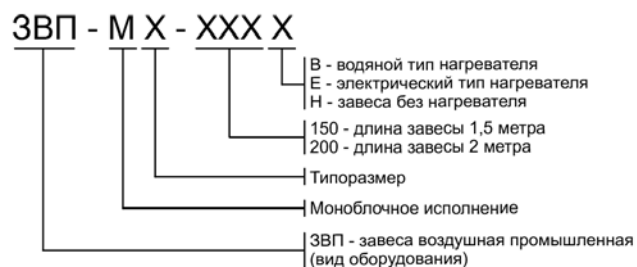 ЗВП - М Х - ХХХ Х
В - водяной тип нагревателя
Е - электрический тип нагревателя
Н - завеса без нагревателя
150 - длина завесы 1,5 метра
200 - длина завесы 2 метра
Типоразмер
Моноблочное исполнение
ЗВП - завеса воздушная промышленная
(вид оборудования)